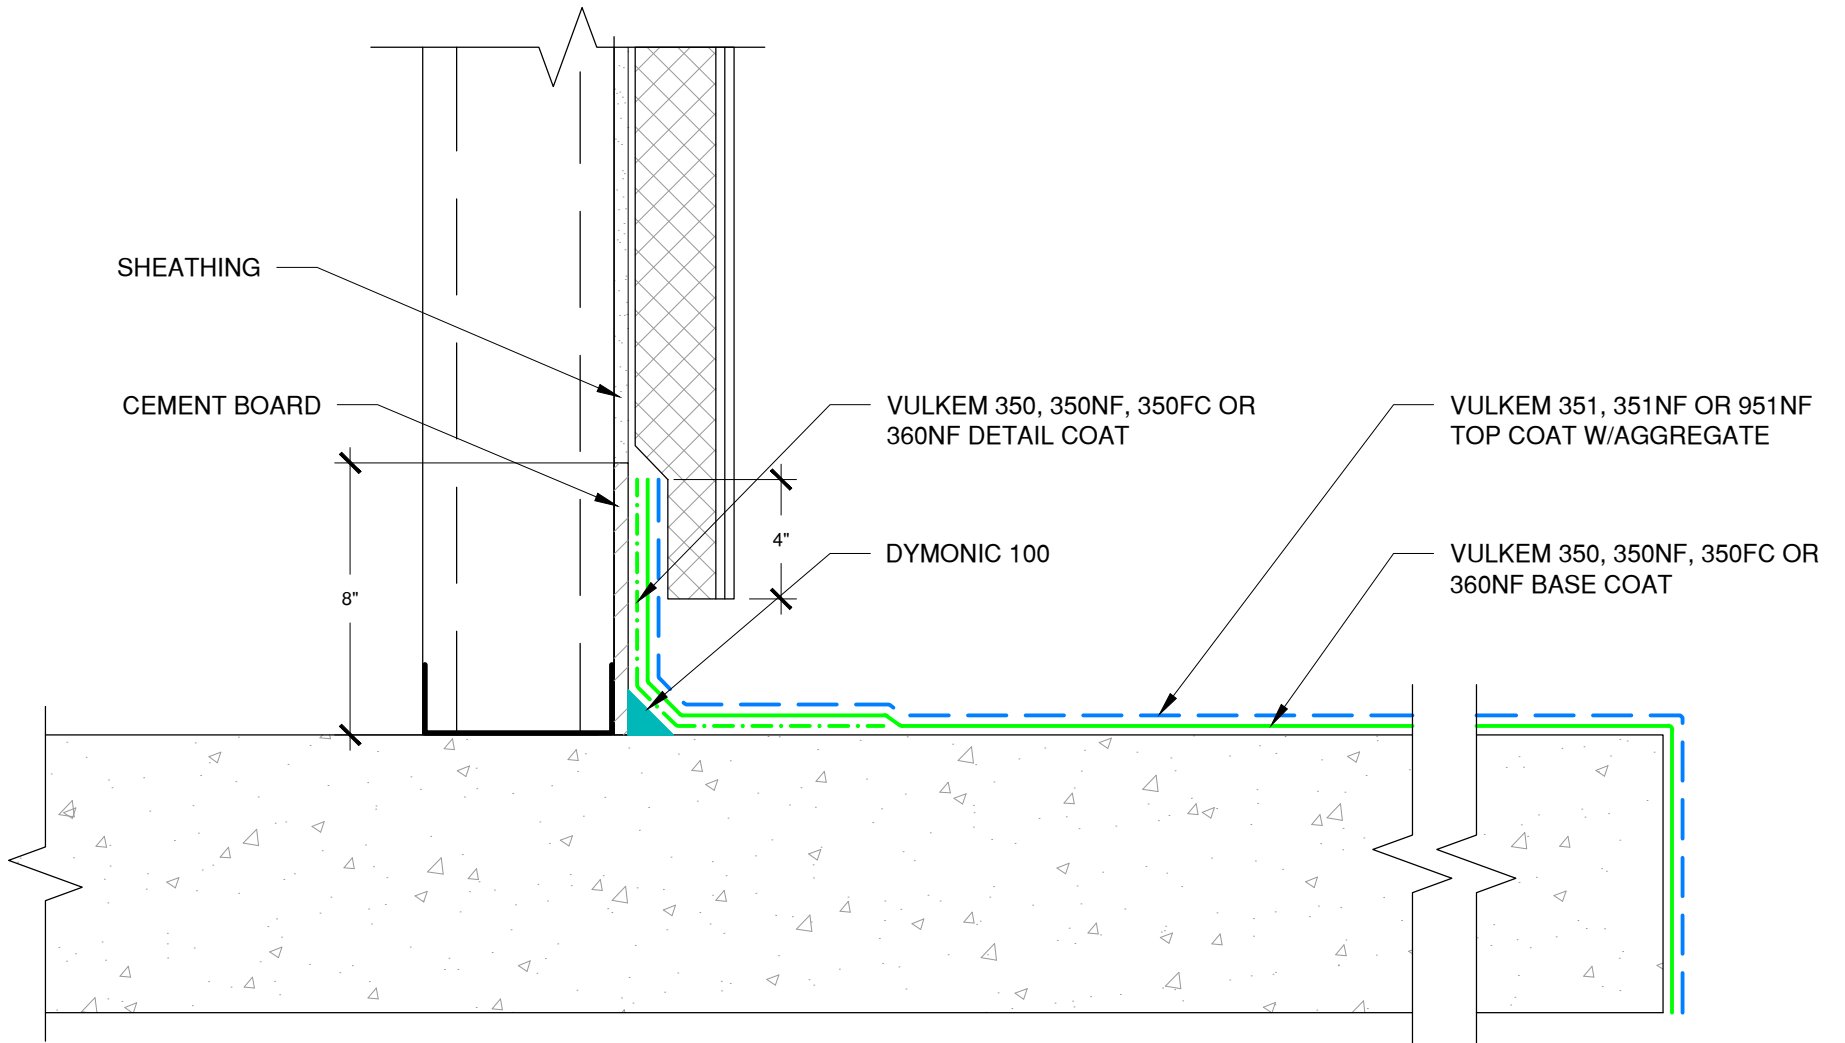 SHEATHING
CEMENT BOARD
8"
VULKEM 350, 350NF, 350FC OR
360NF DETAIL COAT
4"
DYMONIC 100
VULKEM 351, 351NF OR 951NF
TOP COAT W/AGGREGATE
VULKEM 350, 350NF, 350FC OR
360NF BASE COAT